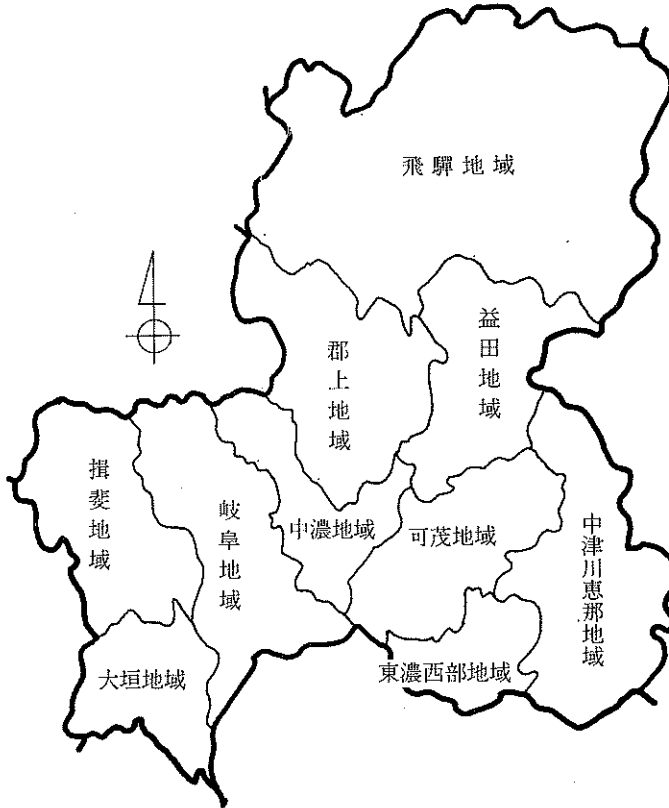 飛驒地域
益田地域
郡上地域
揖斐地域
岐阜地域
中濃地域
可茂地域
中津川恵那地域
大垣地域
東濃西部地域